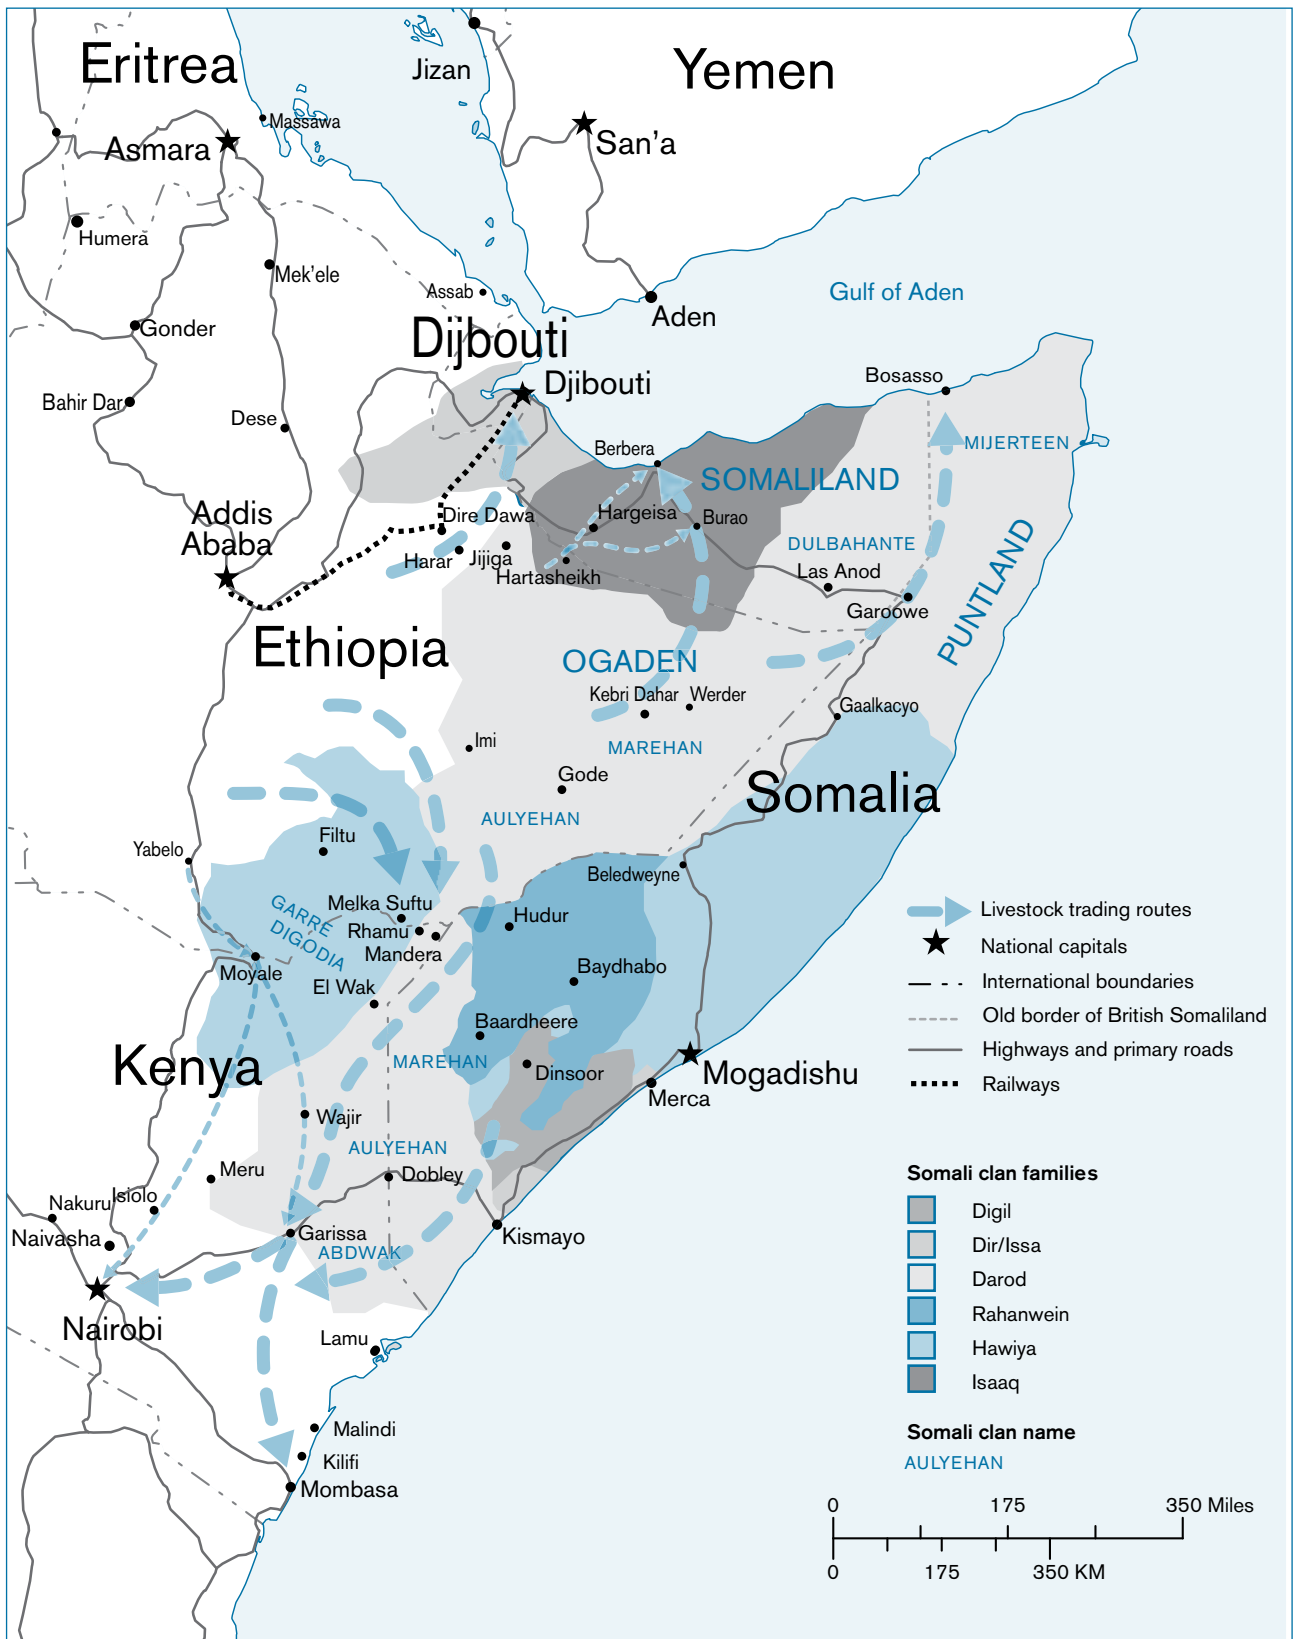 Eritrea
Jizan
Yemen
Massawa
Asmara
San'a
Humera
Mek'ele
Assab
Gulf of Aden
Aden
Gonder
Dijbouti
Bosasso
Djibouti
Bahir Dar
Dese
MIJERTEEN
Berbera
SOMALILAND
Addis
Ababa
Dire Dawa
Hargeisa
Burao
DULBAHANTE
Harar
Jijiga
Las Anod
Hartasheikh
Garoowe
PUNTLAND
Ethiopia
OGADEN
Kebri Dahar
Werder
Gaalkacyo
Imi
MAREHAN
Gode
Somalia
AULYEHAN
Filtu
Yabelo
Beledweyne
Melka Suftu
GARRE
DIGODIA
Hudur
Rhamu
Mandera
Moyale
El Wak
Baydhabo
Baardheere
Kenya
MAREHAN
Dinsoor
Mogadishu
Merca
Wajir
AULYEHAN
Meru
Dobley
Nakuru
Isiolo
Naivasha
Garissa
ABDWAK
Kismayo
Nairobi
Lamu
Malindi
Kilifi
Mombasa
Livestock trading routes
National capitals
International boundaries
Old border of British Somaliland
Highways and primary roads
Railways
Somali clan families
Digil
Dir/Issa
Darod
Rahanwein
Hawiya
Isaaq
Somali clan name
AULYEHAN
0 175 350 Miles
0 175 350 KM